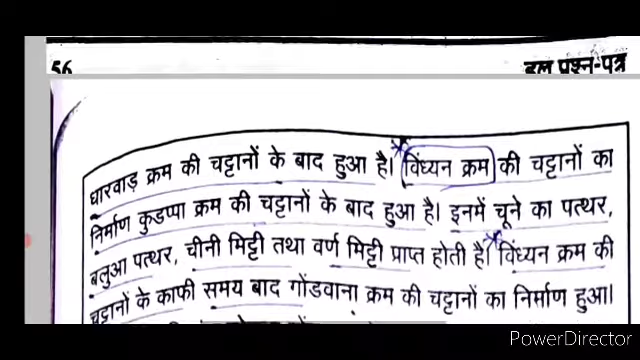 56
हल प्रश्न-पत्र
धारवाड़ क्रम की चट्टानों के बाद हुआ है। विंध्यन क्रम की चट्टानों का
निर्माण कुडप्पा क्रम की चट्टानों के बाद हुआ है। इनमें चूने का पत्थर,
बलुआ पत्थर, चीनी मिट्टी तथा वर्ण मिट्टी प्राप्त होती है। विंध्यन क्रम की
चट्टानों के काफी समय बाद गोंडवाना क्रम की चट्टानों का निर्माण हुआ।
PowerDirector